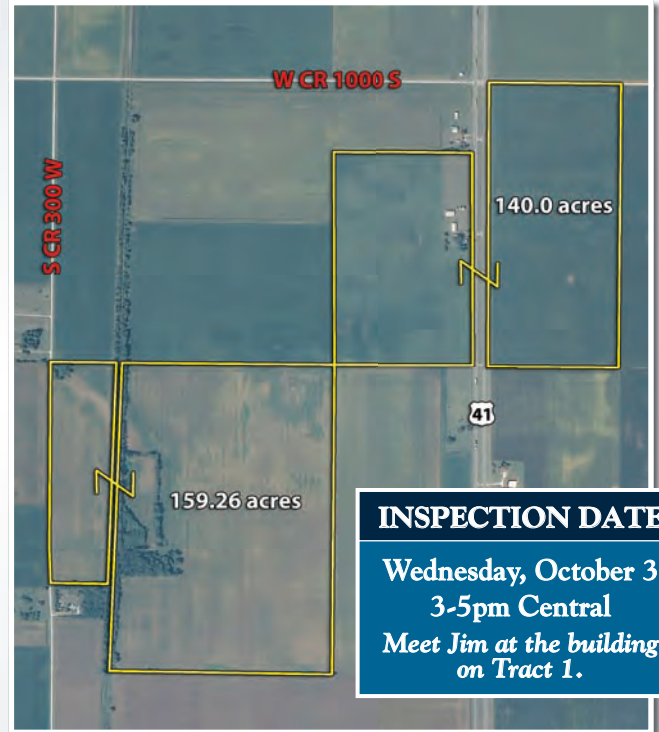 W CR 1000 S
S CR 300 W
140.0 acres
41
159.26 acres
INSPECTION DATE
Wednesday, October 3
3-5pm Central
Meet Jim at the building
on Tract 1.